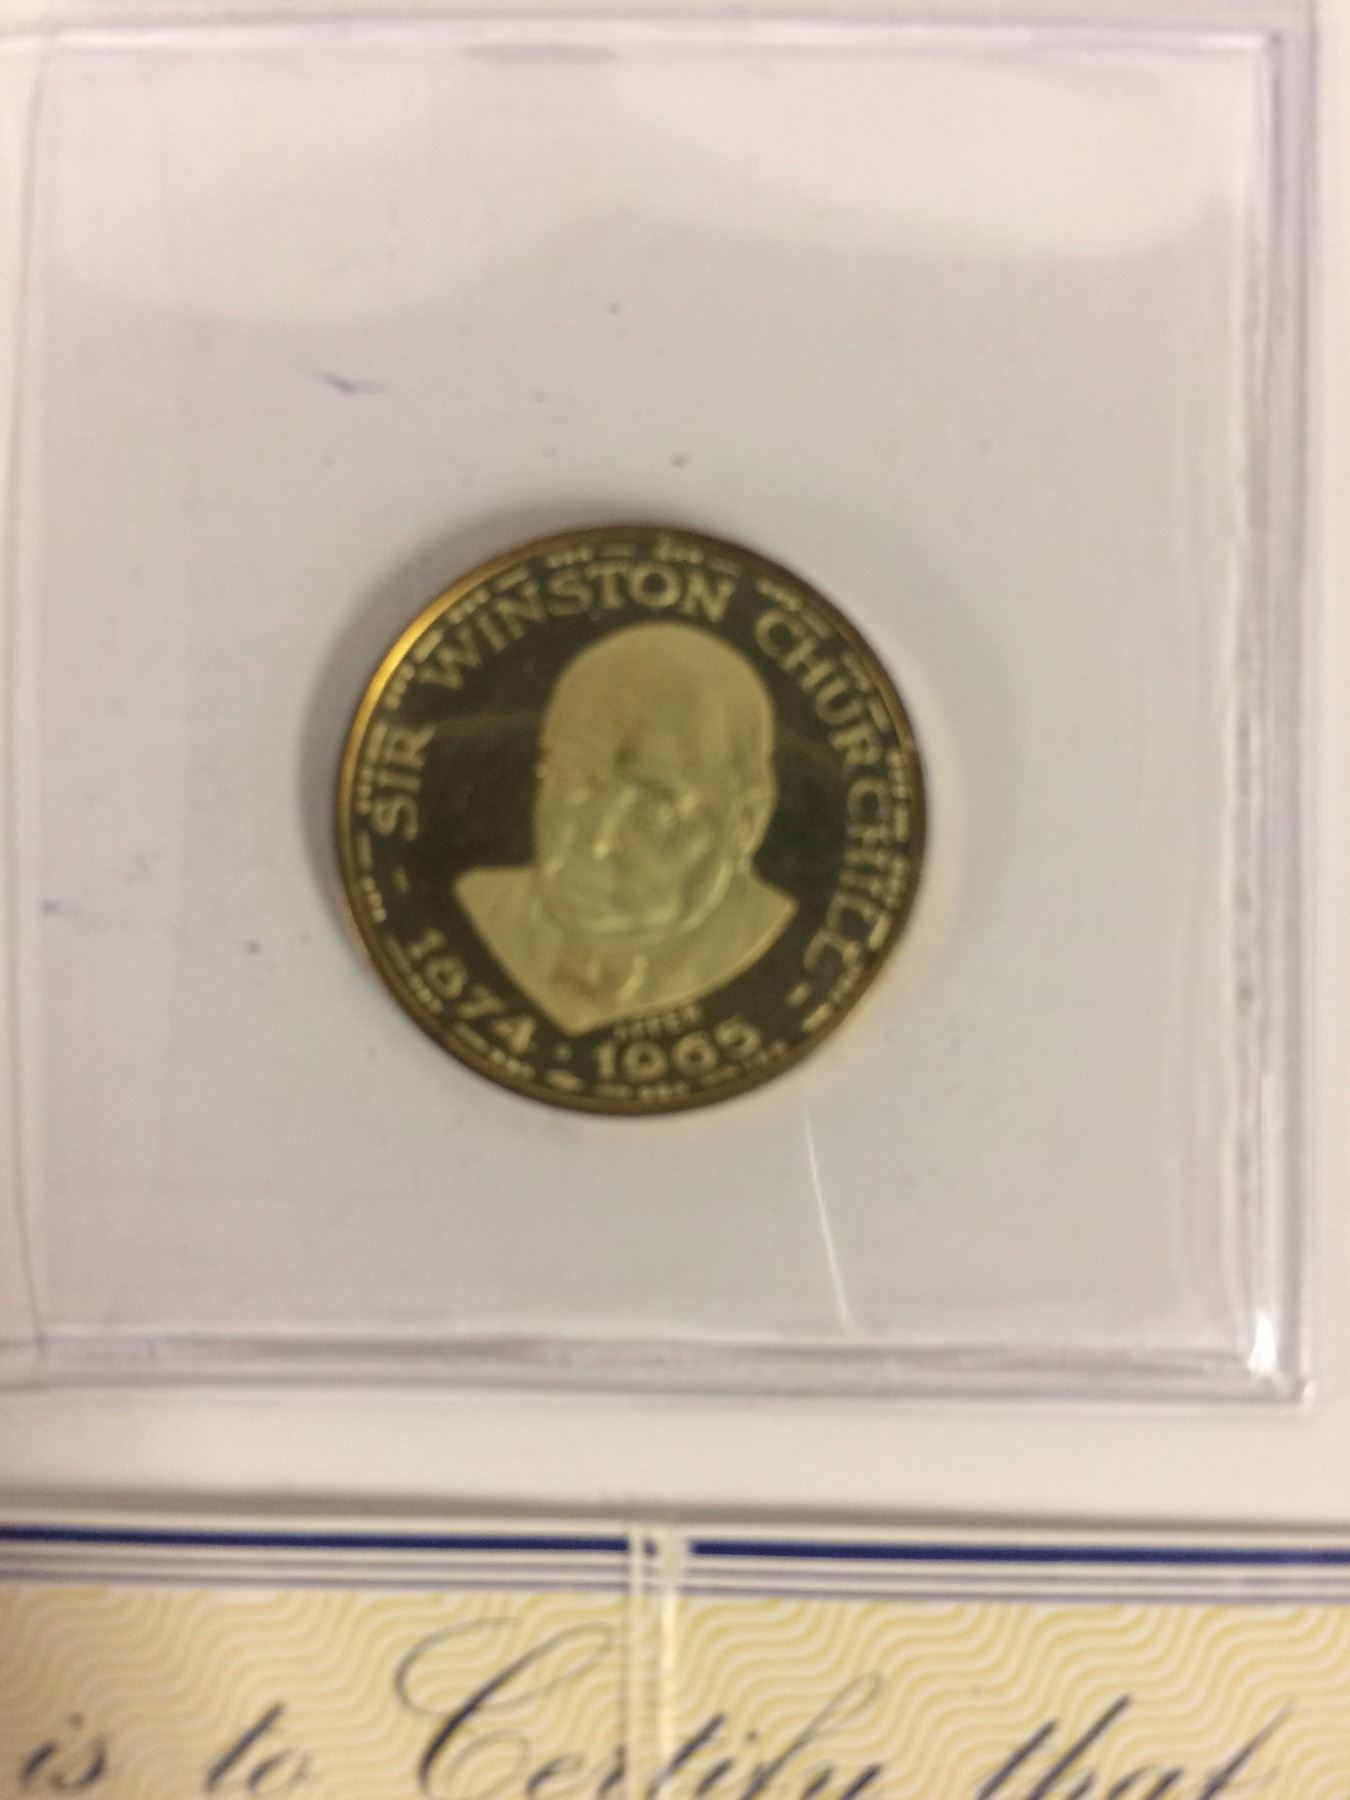 SIR WINSTON CHURCHILL
1874 · 1965
is to Certify that